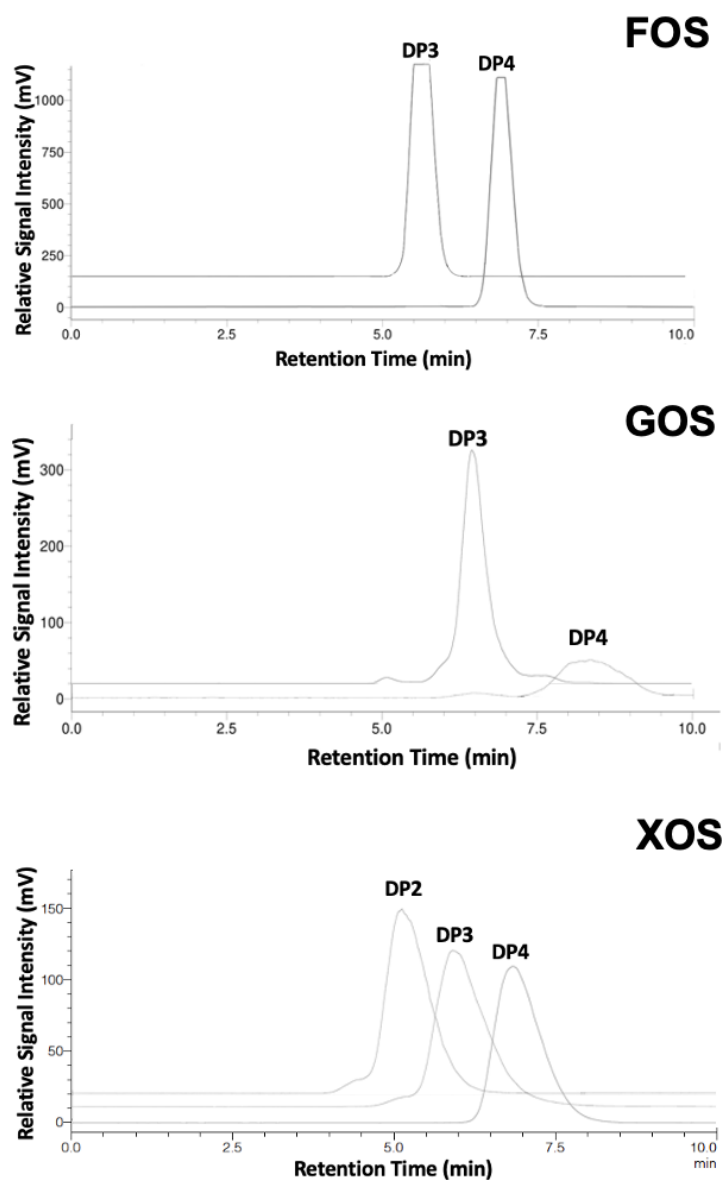 FOS
DP3
DP4
Relative Signal Intensity (mV)
1000
750
500
250
0
0.0 2.5 5.0 7.5 10.0
Retention Time (min)
GOS
DP3
DP4
Relative Signal Intensity (mV)
300
200
100
0
0.0 2.5 5.0 7.5 10.0
Retention Time (min)
XOS
DP2
DP3
DP4
Relative Signal Intensity (mV)
150
100
50
0
0.0 2.5 5.0 7.5 10.0
min
Retention Time (min)